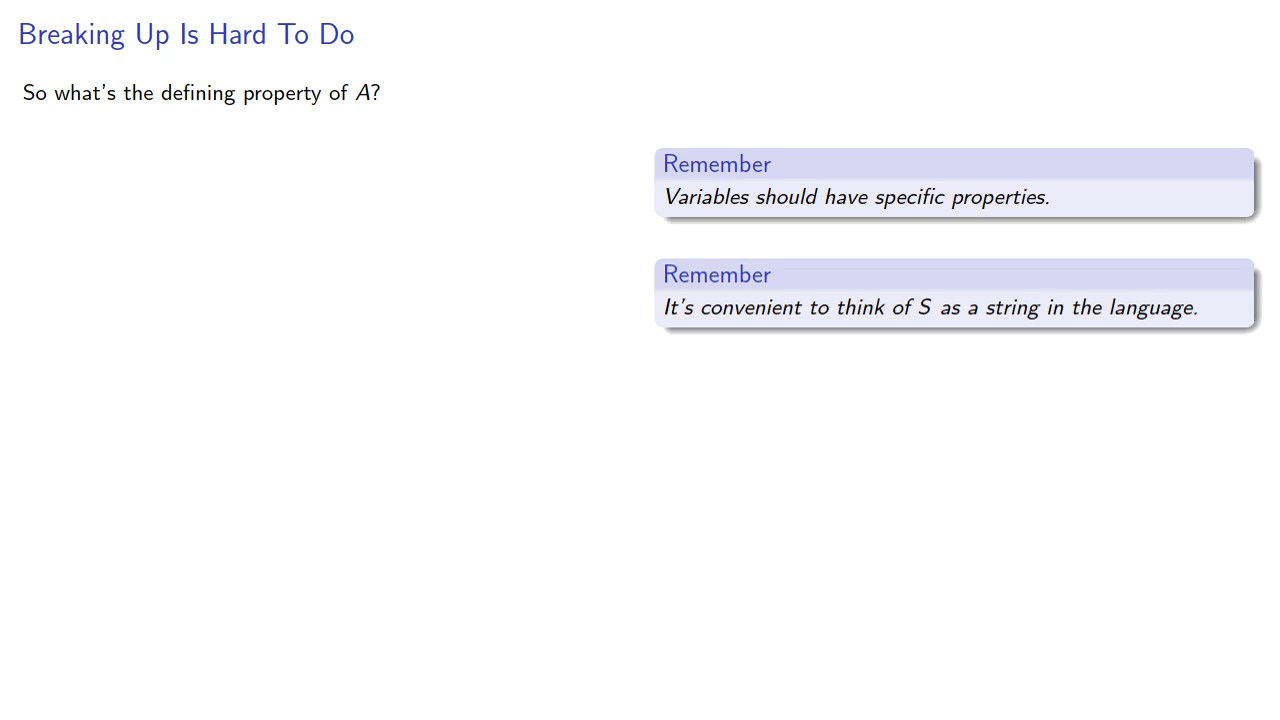 Breaking Up Is Hard To Do
So what's the defining property of A?
Remember
Variables should have specific properties.
Remember
It's convenient to think of S as a string in the language.